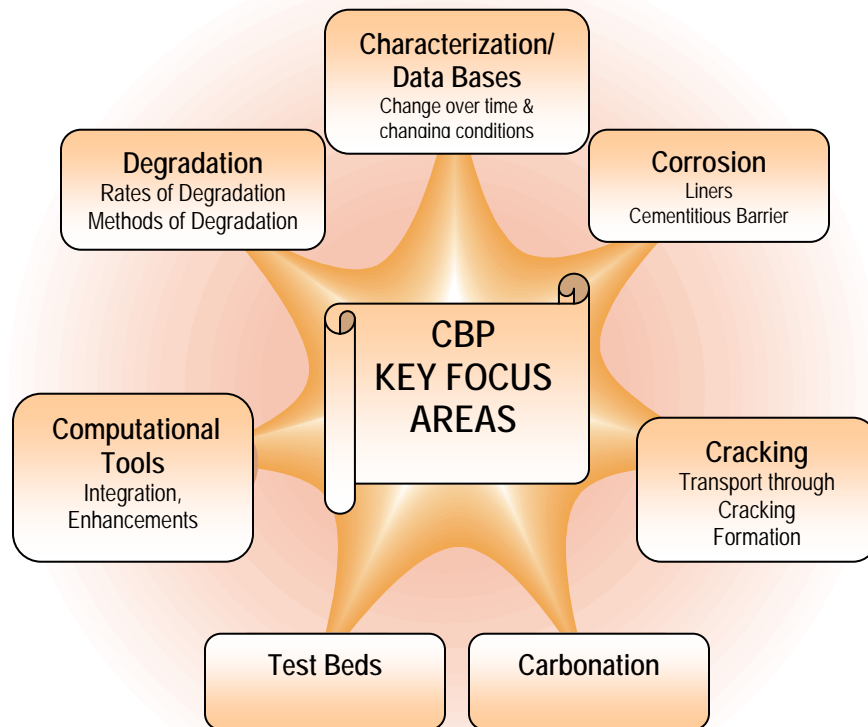 Characterization/
Data Bases
Change over time &
changing conditions
Degradation
Rates of Degradation
Methods of Degradation
Corrosion
Liners
Cementitious Barrier
CBP
KEY FOCUS
AREAS
Computational
Tools
Integration,
Enhancements
Cracking
Transport through
Cracking
Formation
Test Beds
Carbonation